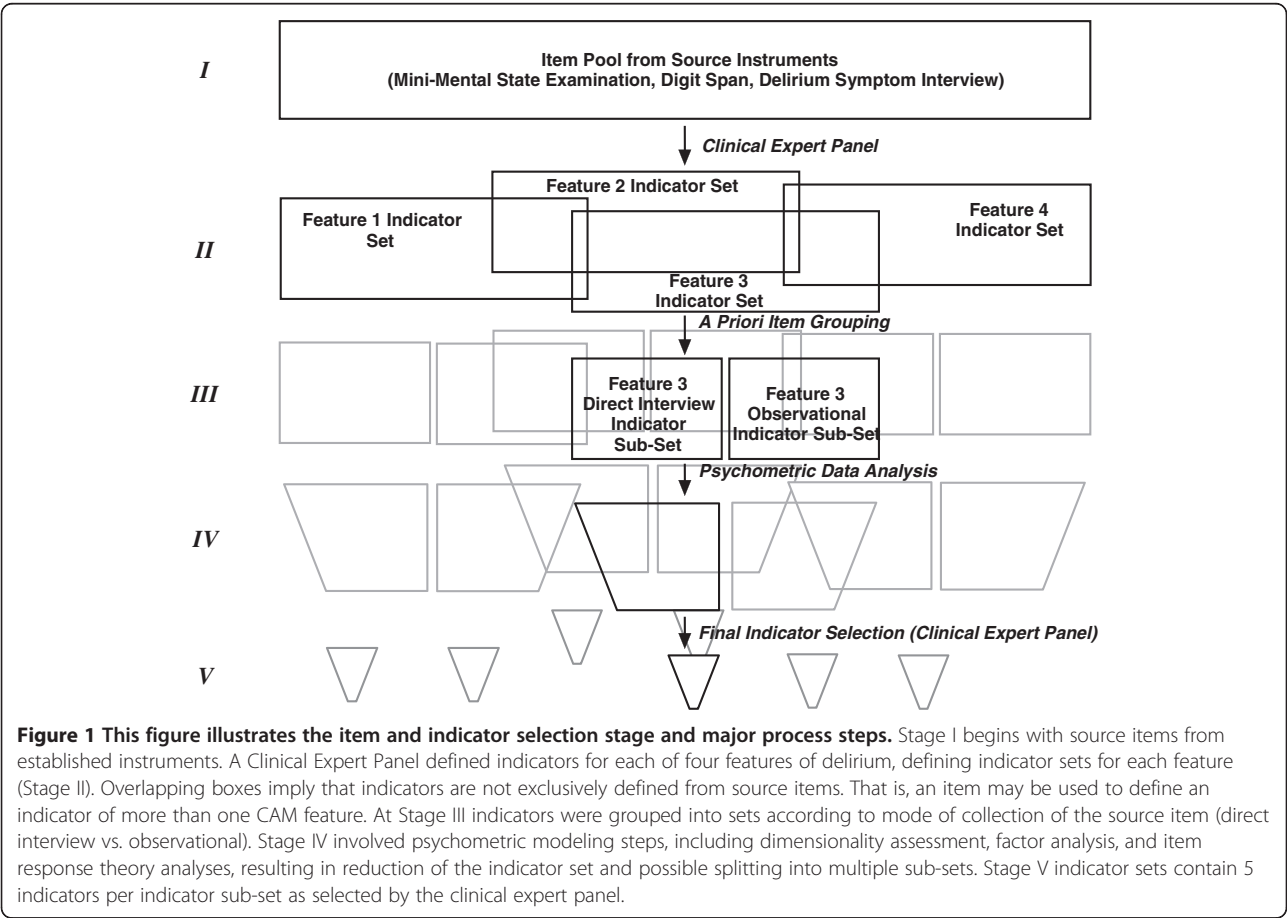 I
Item Pool from Source Instruments
(Mini-Mental State Examination, Digit Span, Delirium Symptom Interview)
Clinical Expert Panel
II
Feature 1 Indicator
Set
Feature 2 Indicator Set
Feature 3
Indicator Set
Feature 4
Indicator Set
A Priori Item Grouping
III
Feature 3
Direct Interview
Indicator
Sub-Set
Feature 3
Observational
Indicator Sub-Set
Psychometric Data Analysis
IV
Final Indicator Selection (Clinical Expert Panel)
V
Figure 1 This figure illustrates the item and indicator selection stage and major process steps. Stage I begins with source items from
established instruments. A Clinical Expert Panel defined indicators for each of four features of delirium, defining indicator sets for each feature
(Stage II). Overlapping boxes imply that indicators are not exclusively defined from source items. That is, an item may be used to define an
indicator of more than one CAM feature. At Stage III indicators were grouped into sets according to mode of collection of the source item (direct
interview vs. observational). Stage IV involved psychometric modeling steps, including dimensionality assessment, factor analysis, and item
response theory analyses, resulting in reduction of the indicator set and possible splitting into multiple sub-sets. Stage V indicator sets contain 5
indicators per indicator sub-set as selected by the clinical expert panel.